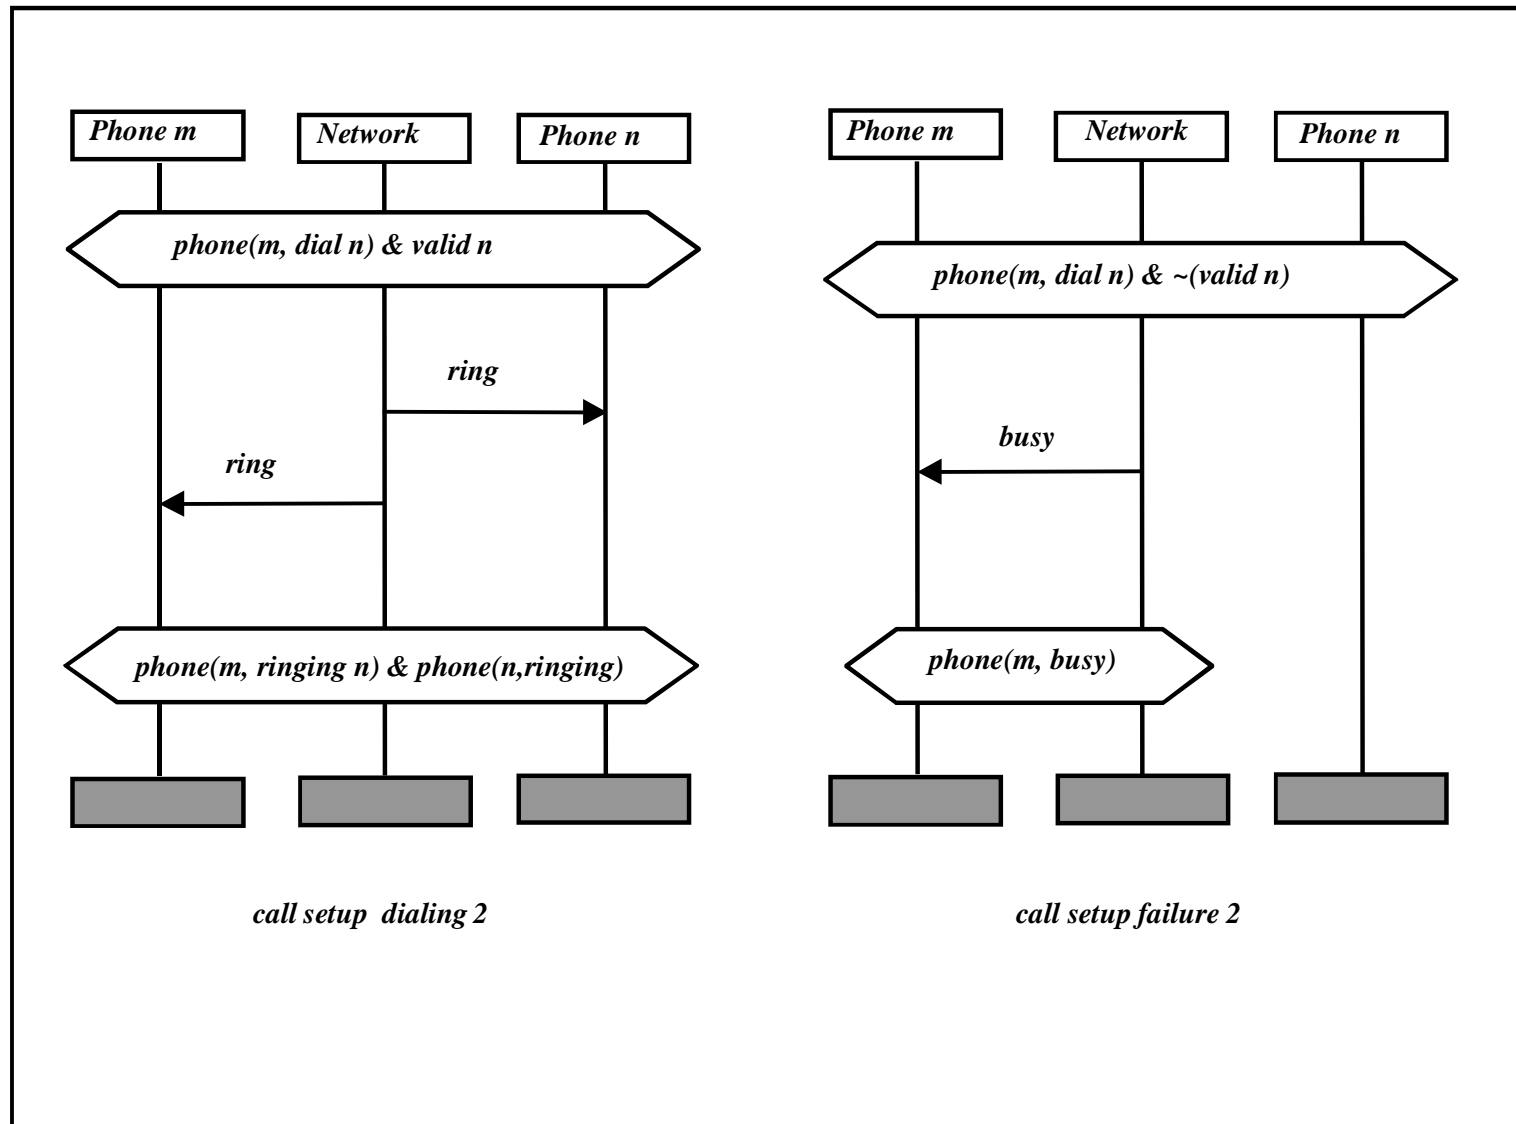 Phone m
Network
Phone n
phone(m, dial n) & valid n
ring
ring
phone(m, ringing n) & phone(n,ringing)
call setup dialing 2
Phone m
Network
Phone n
phone(m, dial n) & ~(valid n)
busy
phone(m, busy)
call setup failure 2